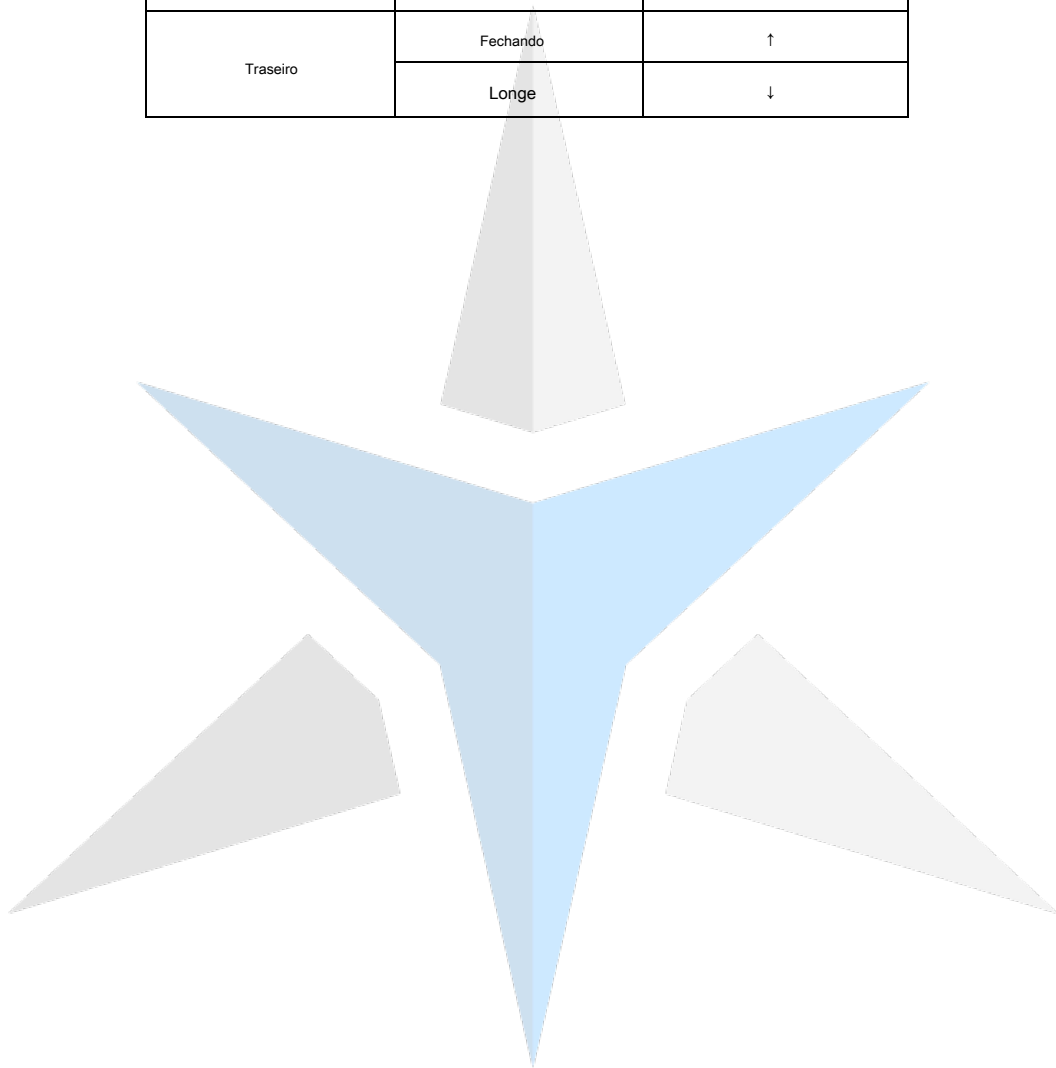 Fechando ↑
Traseiro
Longe ↓